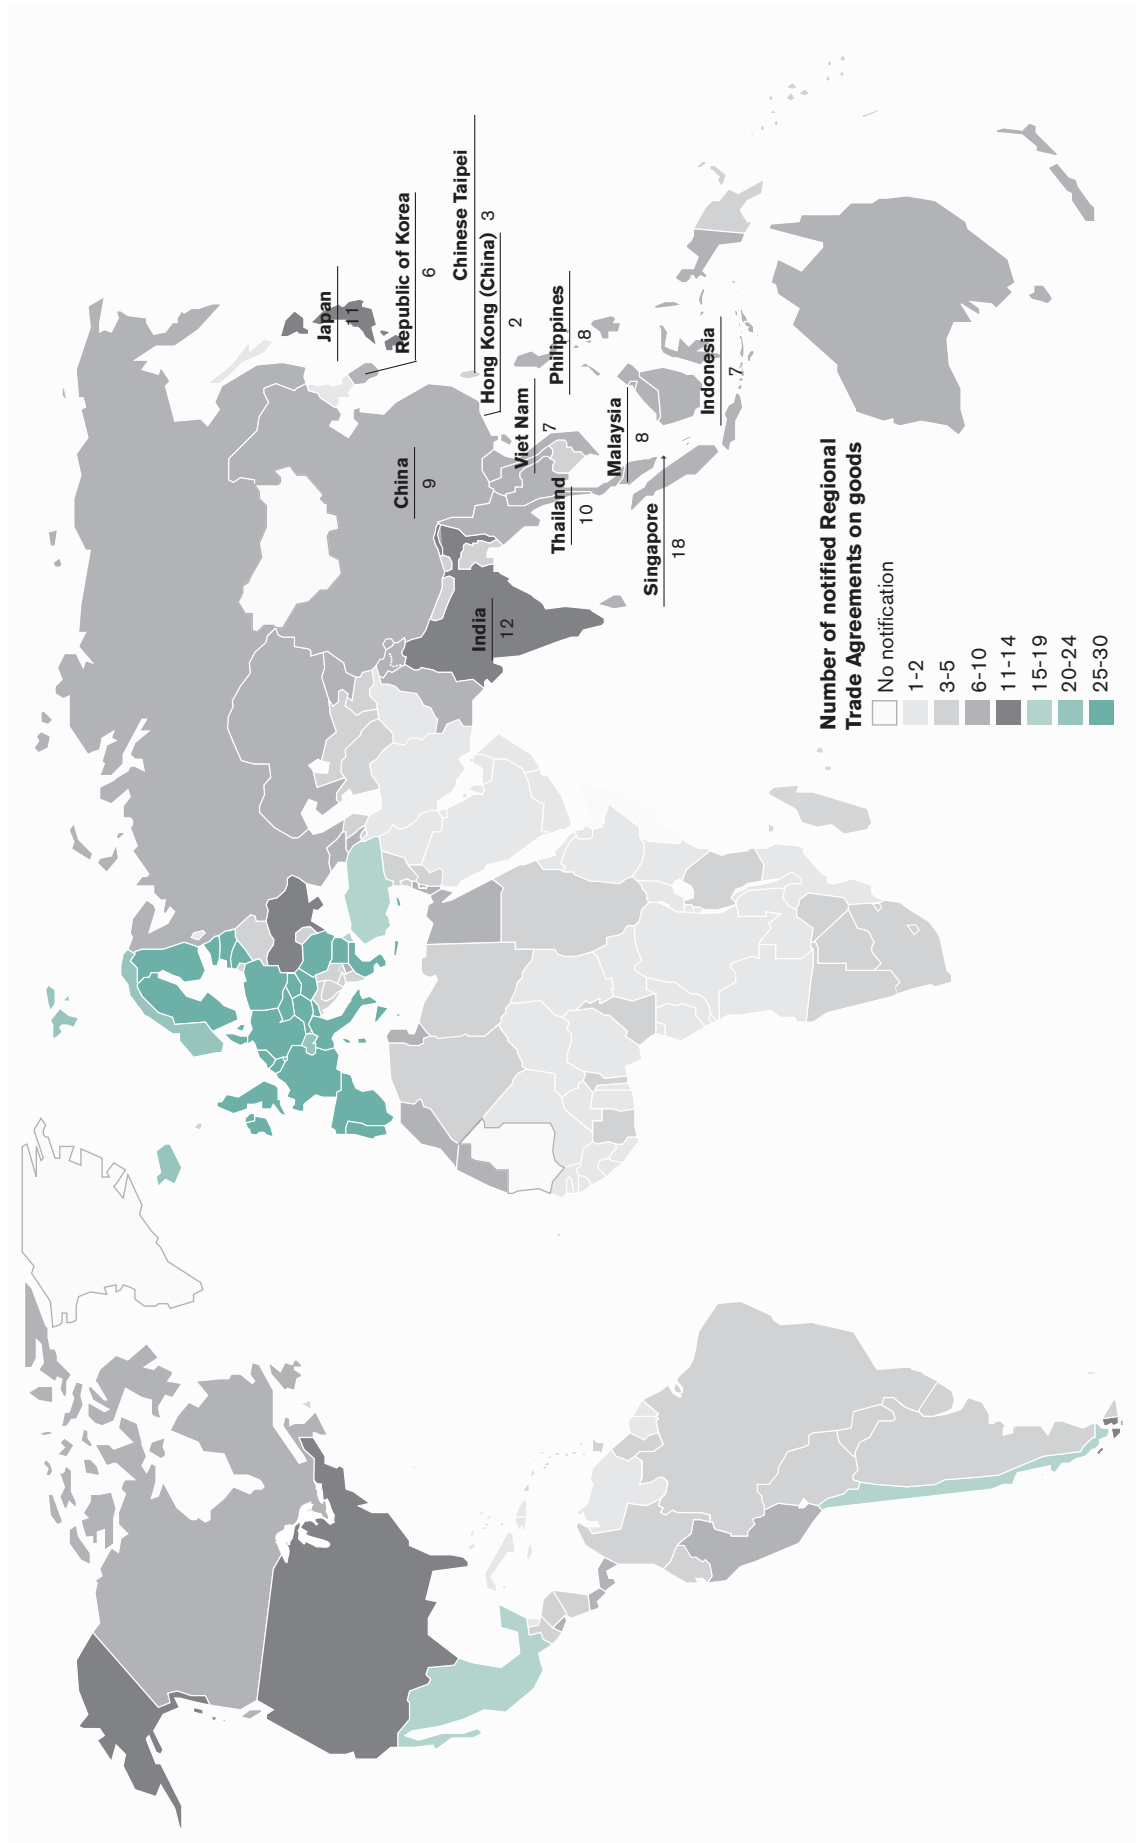 Japan
11
Republic of Korea
6
Chinese Taipei
3
Hong Kong (China)
2
China
9
Viet Nam
7
Philippines
8
Thailand
10
Malaysia
8
Indonesia
7
Singapore
18
India
12
Number of notified Regional
Trade Agreements on goods
No notification
1-2
3-5
6-10
11-14
15-19
20-24
25-30